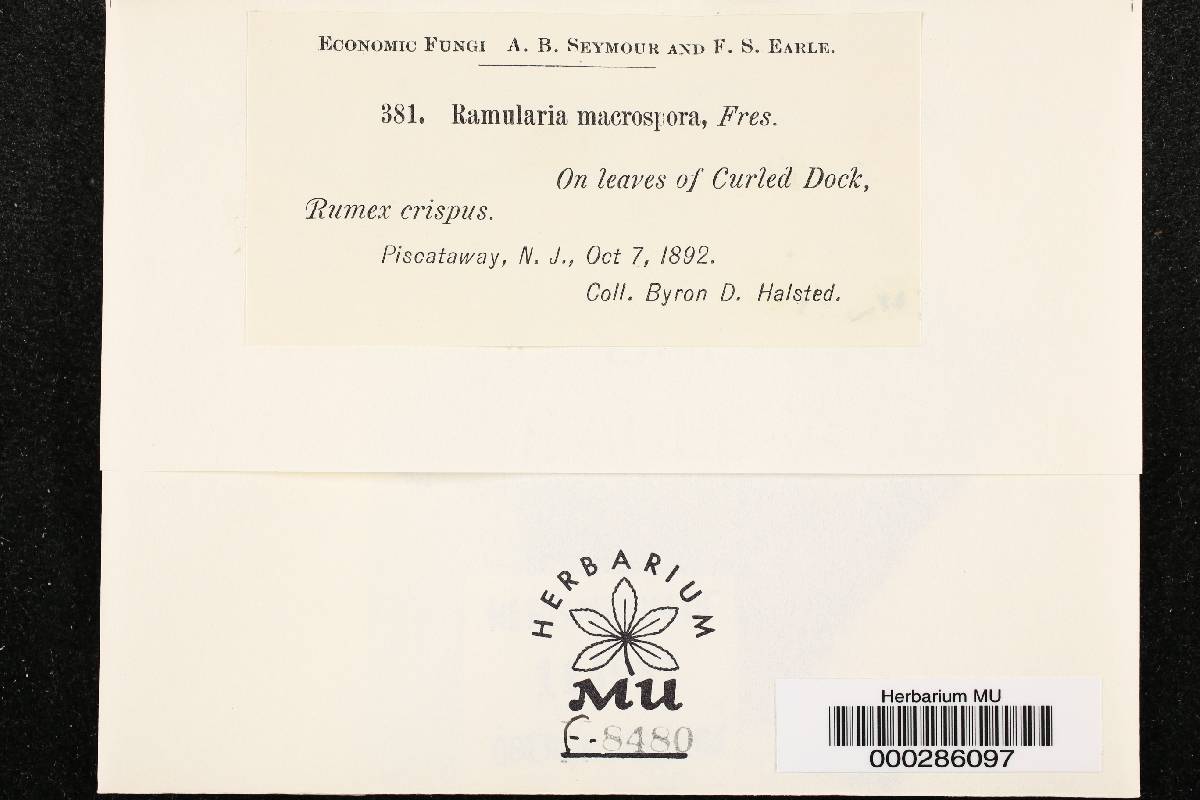 Economic Fungi A. B. Seymour and F. S. Earle.
381. Ramularia macrospora, Fres.
On leaves of Curled Dock,
Rumex crispus.
Piscataway, N. J., Oct 7, 1892.
Coll. Byron D. Halsted.
HERBARIUM
MU
F-8480
Herbarium MU
000286097